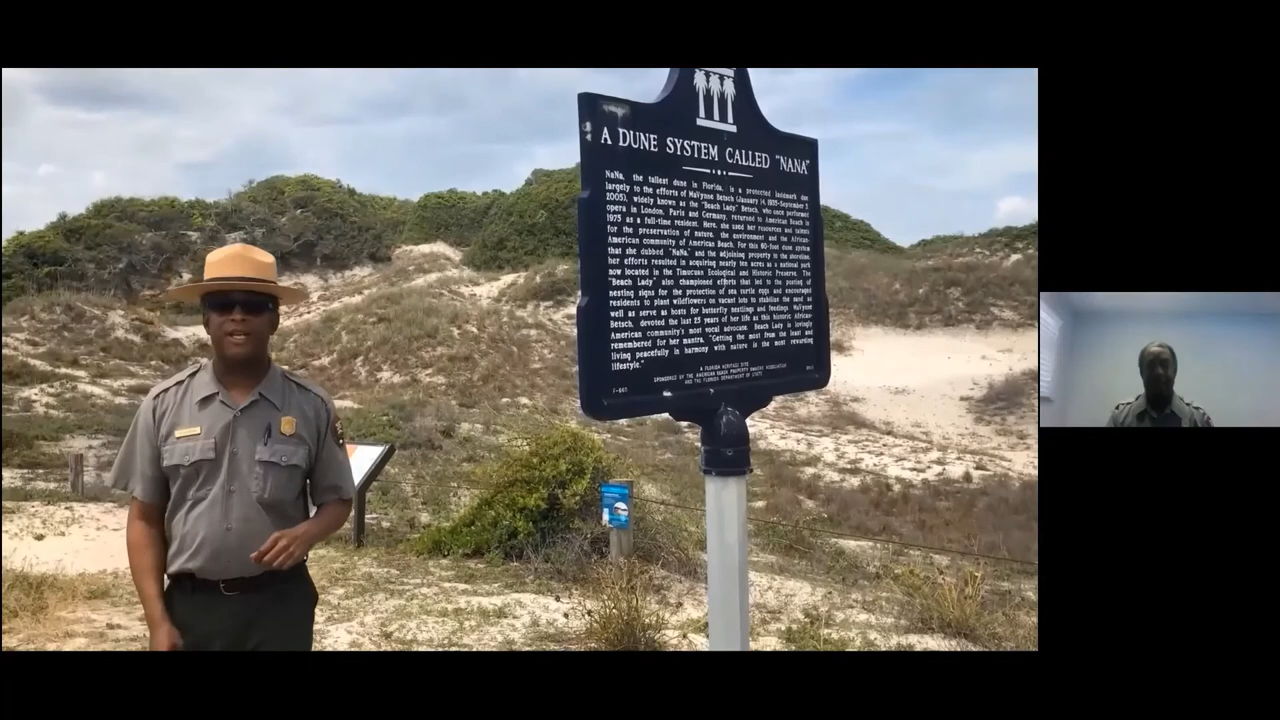 A DUNE SYSTEM CALLED "NANA"
NaNa, the tallest dune in Florida, is a protected landmark due
largely to the efforts of MaVynne Betsch (January 14, 1935-September 5,
2005), widely known as the "Beach Lady." Betsch, who once performed
opera in London, Paris and Germany, returned to American Beach in
1975 as a full-time resident. Here, she used her resources and talents
for the preservation of nature, the environment and the African-
American community of American Beach. For this 60-foot dune system
that she dubbed "NaNa," and the adjoining property to the shoreline,
her efforts resulted in acquiring nearly ten acres as a national park
now located in the Timucuan Ecological and Historic Preserve. The
"Beach Lady" also championed efforts that led to the posting of
nesting signs for the protection of sea turtle eggs and encouraged
residents to plant wildflowers on vacant lots to stabilize the sand as
well as serve as hosts for butterfly nestings and feedings. MaVynne
Betsch, devoted the last 25 years of her life as this historic African-
American community's most vocal advocate. Beach Lady is lovingly
remembered for her mantra, "Getting the most from the least and
living peacefully in harmony with nature is the most rewarding
lifestyle."
A FLORIDA HERITAGE SITE
SPONSORED BY THE AMERICAN BEACH PROPERTY OWNERS ASSOCIATION
AND THE FLORIDA DEPARTMENT OF STATE